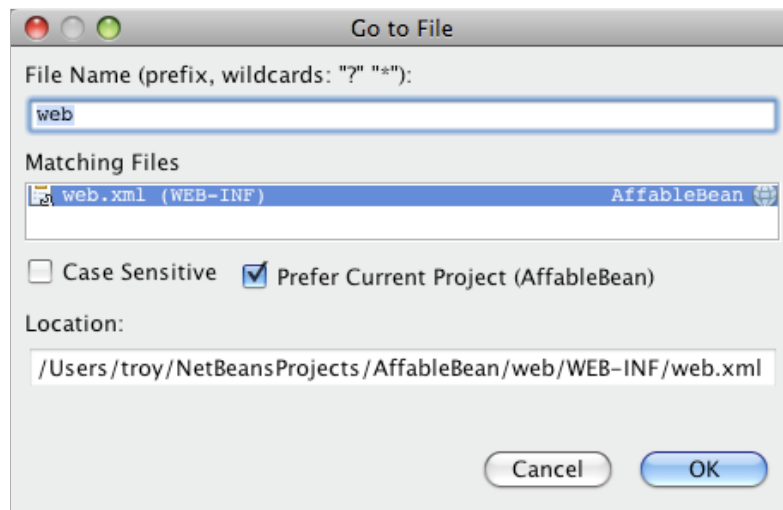 Go to File
File Name (prefix, wildcards: "?" "*"):
web
Matching Files
web.xml (WEB-INF) AffableBean
Case Sensitive Prefer Current Project (AffableBean)
Location:
/Users/troy/NetBeansProjects/AffableBean/web/WEB-INF/web.xml
Cancel OK